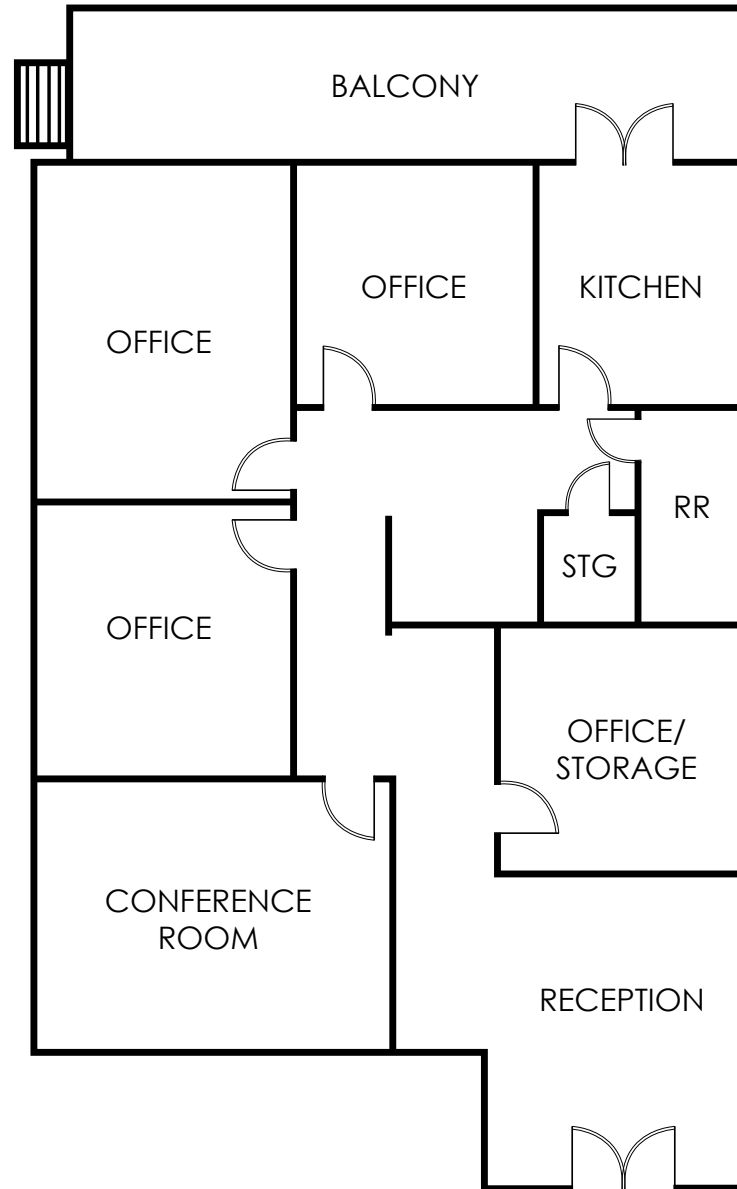 BALCONY
OFFICE
KITCHEN
OFFICE
RR
STG
OFFICE
OFFICE/
STORAGE
CONFERENCE
ROOM
RECEPTION